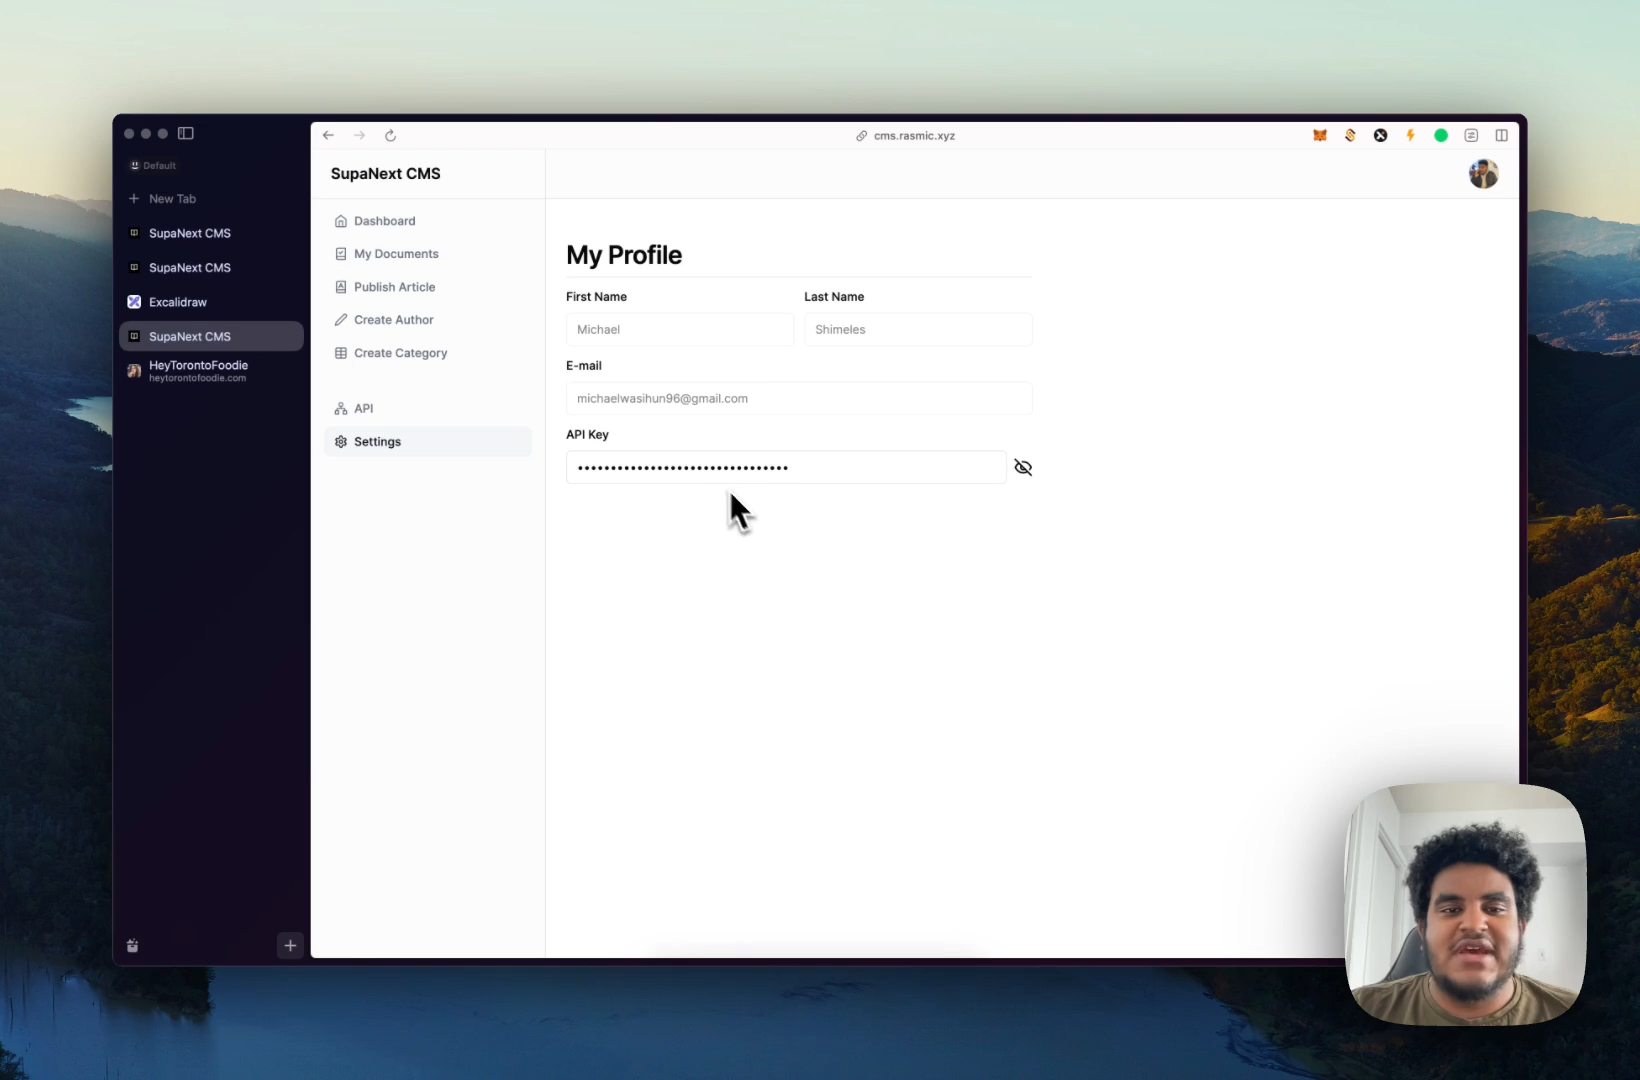 Default
New Tab
SupaNext CMS
SupaNext CMS
Excalidraw
SupaNext CMS
HeyTorontoFoodie
heytorontofoodie.com
cms.rasmic.xyz
SupaNext CMS
Dashboard
My Documents
Publish Article
Create Author
Create Category
API
Settings
My Profile
First Name
Last Name
Michael
Shimeles
E-mail
michaelwasihun96@gmail.com
API Key
••••••••••••••••••••••••••••••••